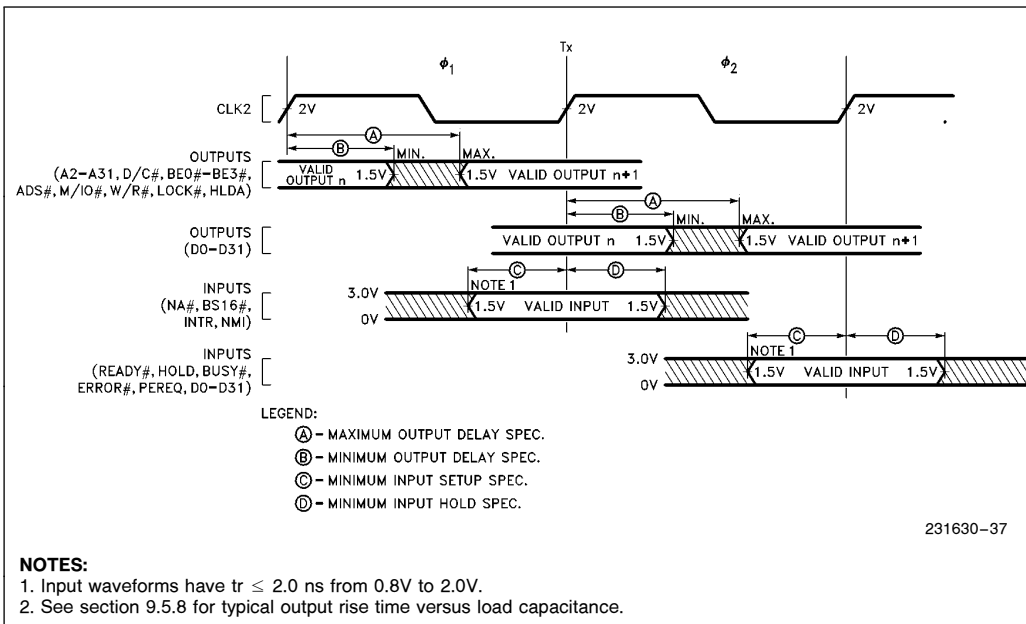 Tx
ϕ1 ϕ2
CLK2 2V 2V 2V
A
B MIN. MAX.
OUTPUTS
(A2-A31, D/C#, BE0#-BE3#,
ADS#, M/IO#, W/R#, LOCK#, HLDA)
VALID
OUTPUT n 1.5V 1.5V VALID OUTPUT n+1
A
B MIN. MAX.
OUTPUTS
(D0-D31)
VALID OUTPUT n 1.5V 1.5V VALID OUTPUT n+1
C D
INPUTS
(NA#, BS16#,
INTR, NMI)
3.0V
0V
NOTE 1
1.5V VALID INPUT 1.5V
C D
INPUTS
(READY#, HOLD, BUSY#,
ERROR#, PEREQ, D0-D31)
3.0V
0V
NOTE 1
1.5V VALID INPUT 1.5V
LEGEND:
A - MAXIMUM OUTPUT DELAY SPEC.
B - MINIMUM OUTPUT DELAY SPEC.
C - MINIMUM INPUT SETUP SPEC.
D - MINIMUM INPUT HOLD SPEC.
231630-37
NOTES:
1. Input waveforms have tr ≤ 2.0 ns from 0.8V to 2.0V.
2. See section 9.5.8 for typical output rise time versus load capacitance.